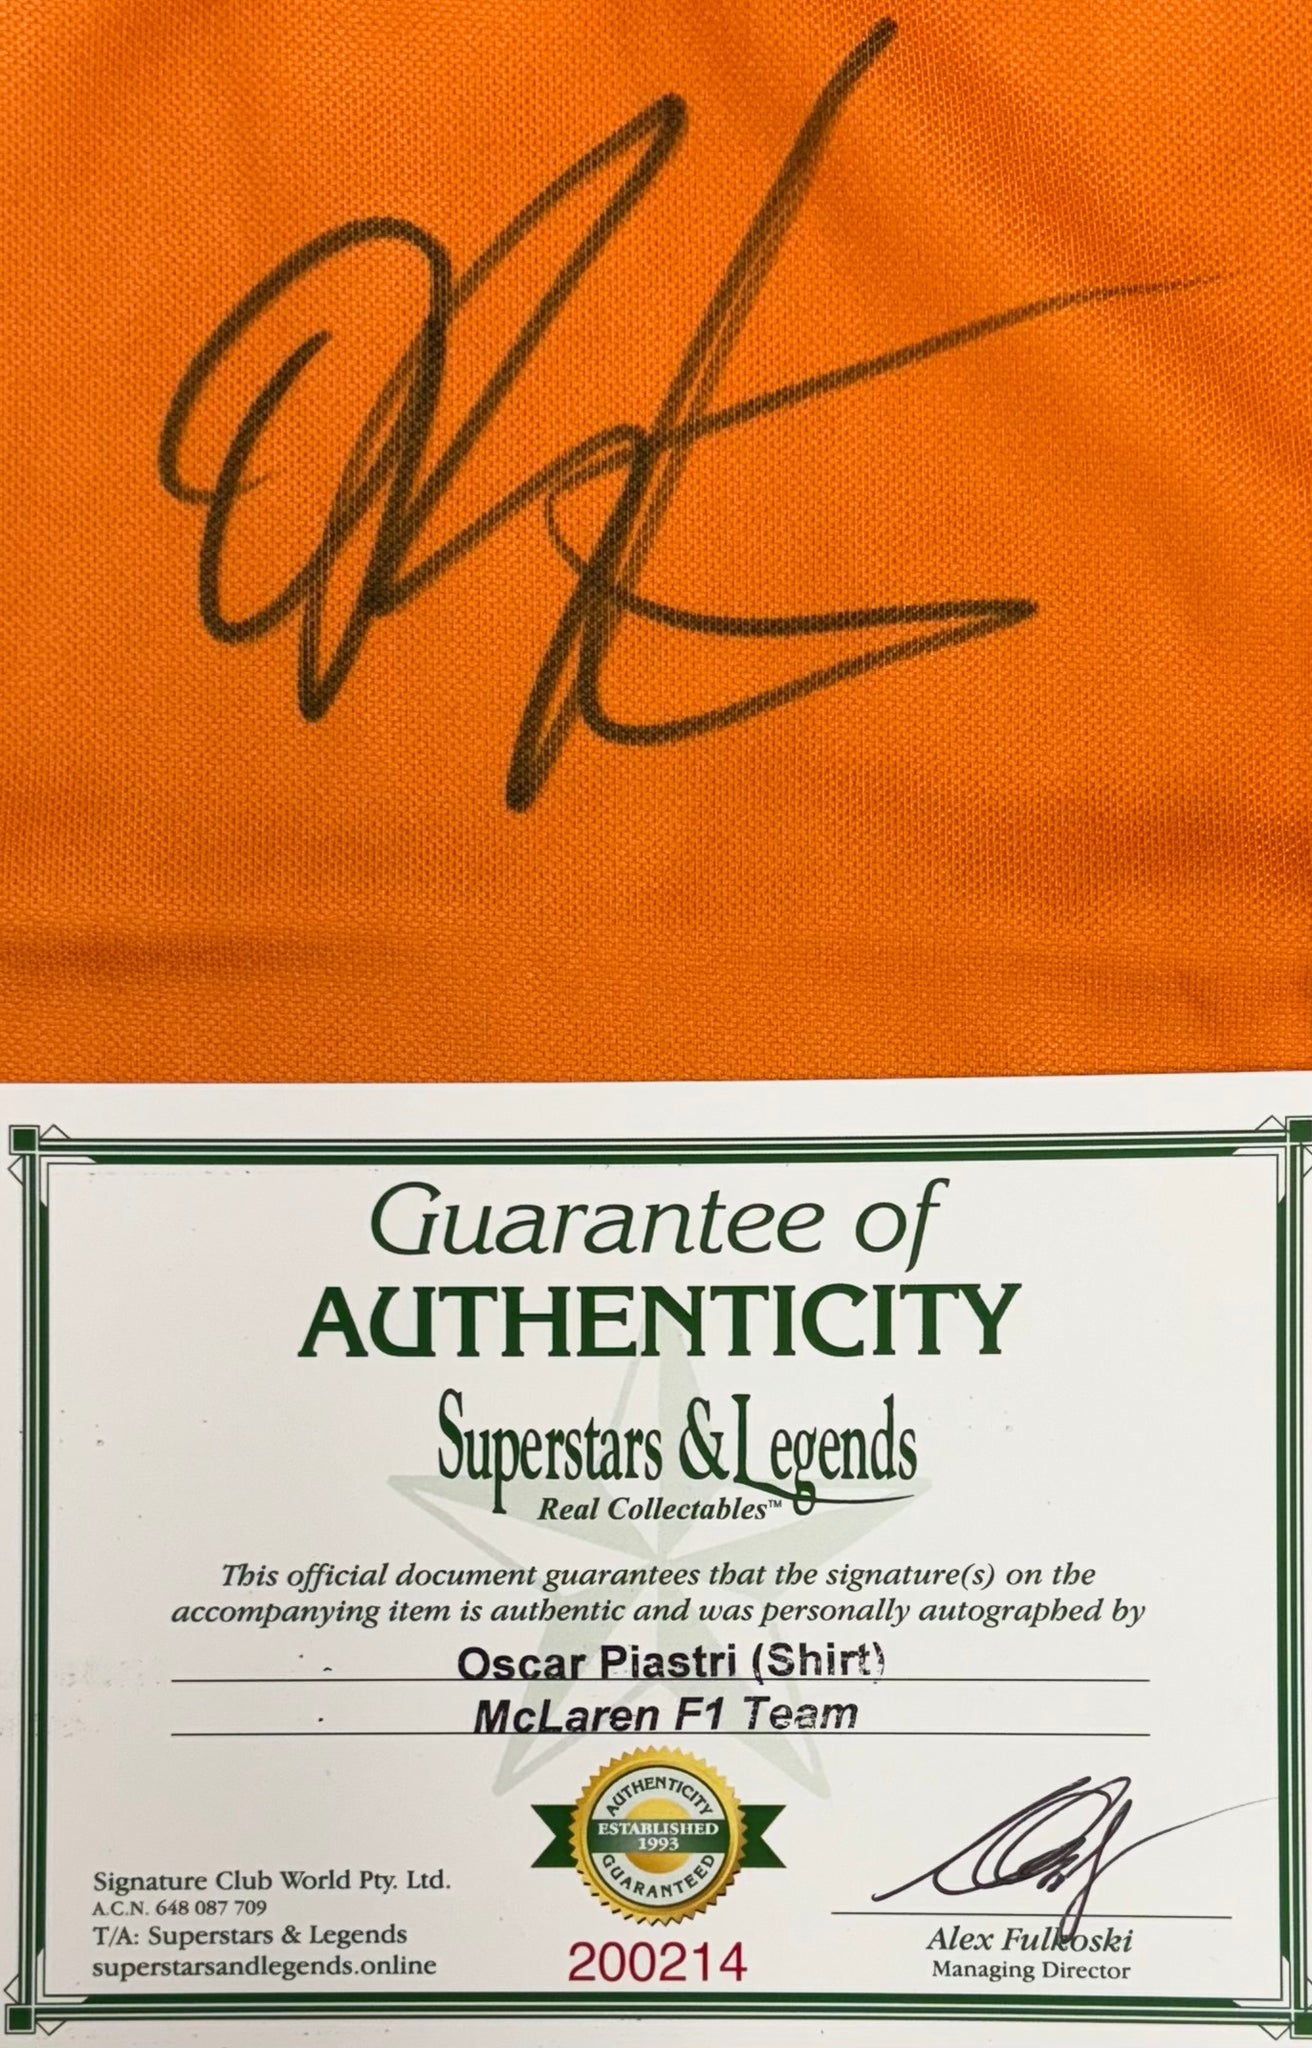 Guarantee of
AUTHENTICITY
Superstars & Legends
Real Collectables™
This official document guarantees that the signature(s) on the
accompanying item is authentic and was personally autographed by
Oscar Piastri (Shirt)
McLaren F1 Team
AUTHENTICITY
ESTABLISHED
1993
GUARANTEED
Signature Club World Pty. Ltd.
A.C.N. 648 087 709
T/A: Superstars & Legends
superstarsandlegends.online
200214
Alex Fulkoski
Managing Director